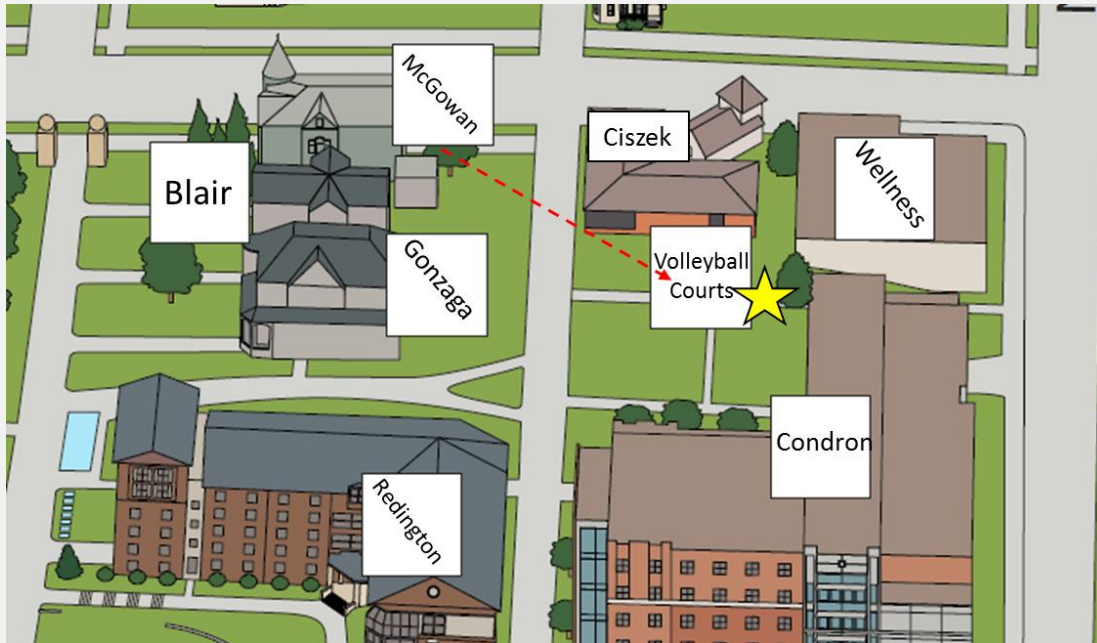 McGowan
Ciszek
Wellness
Blair
Gonzaga
Volleyball
Courts
Condron
Redington